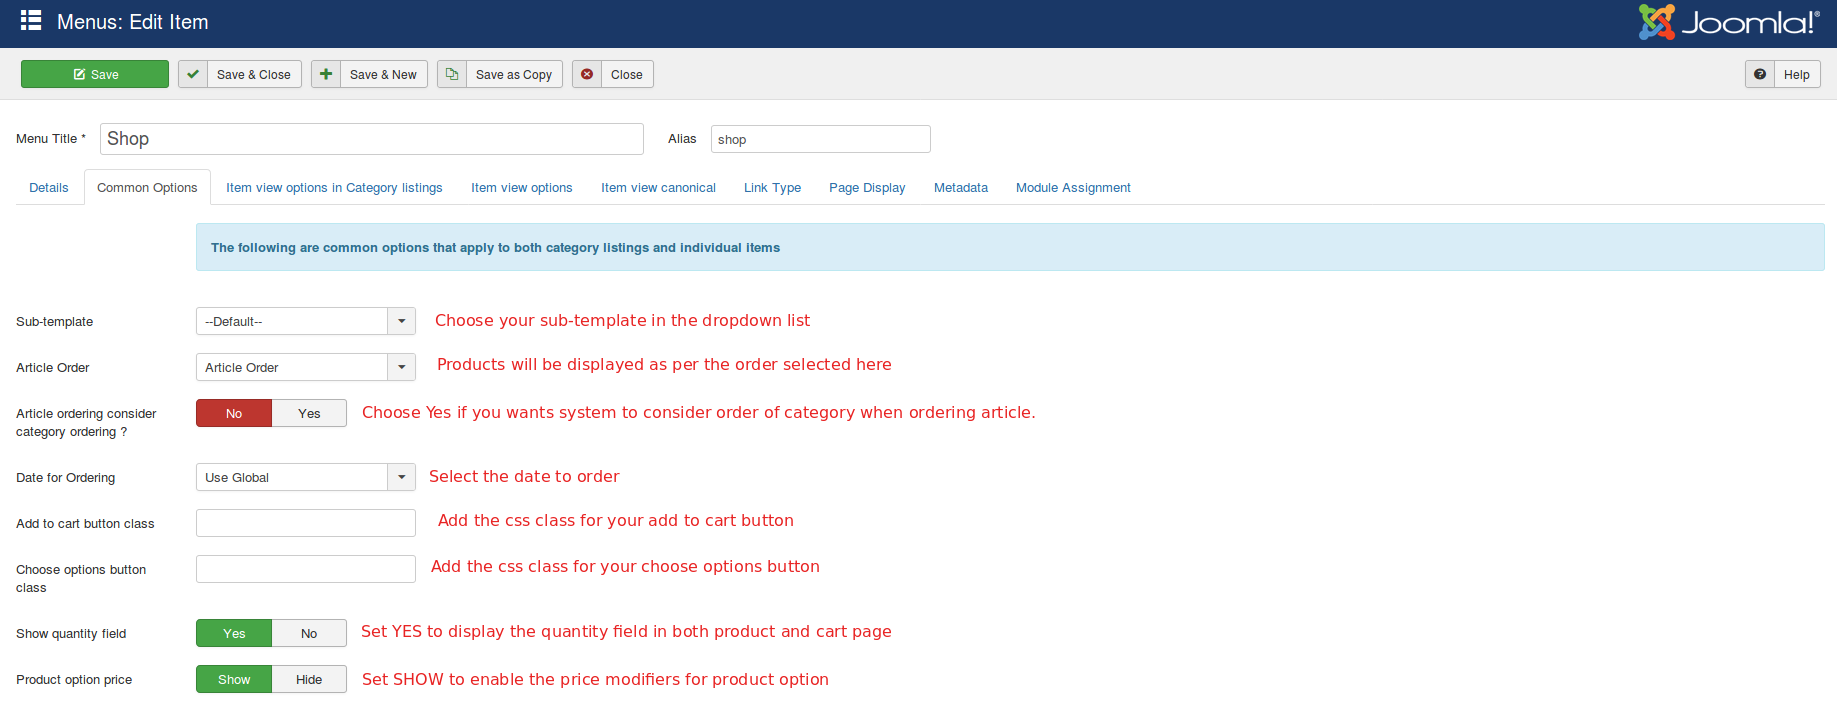 Menus: Edit Item
Joomla!®
Save
Save & Close
Save & New
Save as Copy
Close
Help
Menu Title *
Shop
Alias
shop
Details
Common Options
Item view options in Category listings
Item view options
Item view canonical
Link Type
Page Display
Metadata
Module Assignment
The following are common options that apply to both category listings and individual items
Sub-template
--Default--
Choose your sub-template in the dropdown list
Article Order
Article Order
Products will be displayed as per the order selected here
Article ordering consider
category ordering ?
No
Yes
Choose Yes if you wants system to consider order of category when ordering article.
Date for Ordering
Use Global
Select the date to order
Add to cart button class
Add the css class for your add to cart button
Choose options button
class
Add the css class for your choose options button
Show quantity field
Yes
No
Set YES to display the quantity field in both product and cart page
Product option price
Show
Hide
Set SHOW to enable the price modifiers for product option